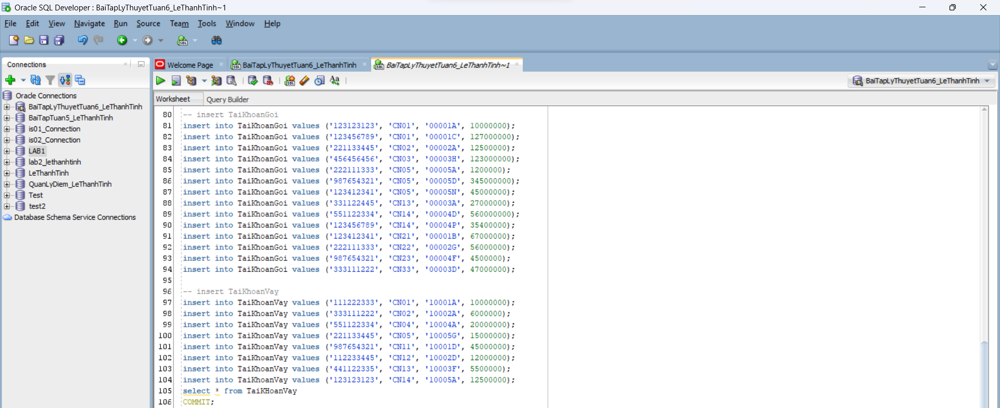 Oracle SQL Developer : BaiTapLyThuyetTuan6_LeThanhTinh~1
File Edit View Navigate Run Source Team Tools Window Help
Connections
Welcome Page
BaiTapLyThuyetTuan6_LeThanhTinh
BaiTapLyThuyetTuan6_LeThanhTinh~1
BaiTapLyThuyetTuan6_LeThanhTinh
Oracle Connections
BaiTapLyThuyetTuan6_LeThanhTinh
BaiTapTuan5_LeThanhTinh
is01_Connection
is02_Connection
LAB1
lab2_lethanhtinh
LeThanhTinh
QuanLyDiem_LeThanhTinh
Test
test2
Database Schema Service Connections
Worksheet Query Builder
80 -- insert TaiKhoanGoi
81 insert into TaiKhoanGoi values ('123123123', 'CN01', '00001A', 10000000);
82 insert into TaiKhoanGoi values ('123456789', 'CN01', '00001C', 127000000);
83 insert into TaiKhoanGoi values ('221133445', 'CN02', '00002A', 12500000);
84 insert into TaiKhoanGoi values ('456456456', 'CN03', '00003H', 123000000);
85 insert into TaiKhoanGoi values ('222111333', 'CN05', '00005A', 1200000);
86 insert into TaiKhoanGoi values ('987654321', 'CN05', '00005D', 345000000);
87 insert into TaiKhoanGoi values ('123412341', 'CN05', '00005N', 45000000);
88 insert into TaiKhoanGoi values ('331122445', 'CN13', '00003A', 27000000);
89 insert into TaiKhoanGoi values ('551122334', 'CN14', '00004D', 560000000);
90 insert into TaiKhoanGoi values ('123456789', 'CN14', '00004P', 35400000);
91 insert into TaiKhoanGoi values ('123412341', 'CN21', '00001B', 67000000);
92 insert into TaiKhoanGoi values ('222111333', 'CN22', '00002G', 56000000);
93 insert into TaiKhoanGoi values ('987654321', 'CN23', '00004F', 4500000);
94 insert into TaiKhoanGoi values ('333111222', 'CN33', '00003D', 47000000);
95
96 -- insert TaiKhoanVay
97 insert into TaiKhoanVay values ('111222333', 'CN01', '10001A', 10000000);
98 insert into TaiKhoanVay values ('333111222', 'CN02', '10002A', 6000000);
99 insert into TaiKhoanVay values ('551122334', 'CN04', '10004A', 20000000);
100 insert into TaiKhoanVay values ('221133445', 'CN05', '10005G', 15000000);
101 insert into TaiKhoanVay values ('987654321', 'CN11', '10001D', 45000000);
102 insert into TaiKhoanVay values ('112233445', 'CN12', '10002D', 12000000);
103 insert into TaiKhoanVay values ('441122335', 'CN13', '10003F', 5500000);
104 insert into TaiKhoanVay values ('123123123', 'CN14', '10005A', 12500000);
105 select * from TaiKHoanVay
106 COMMIT;